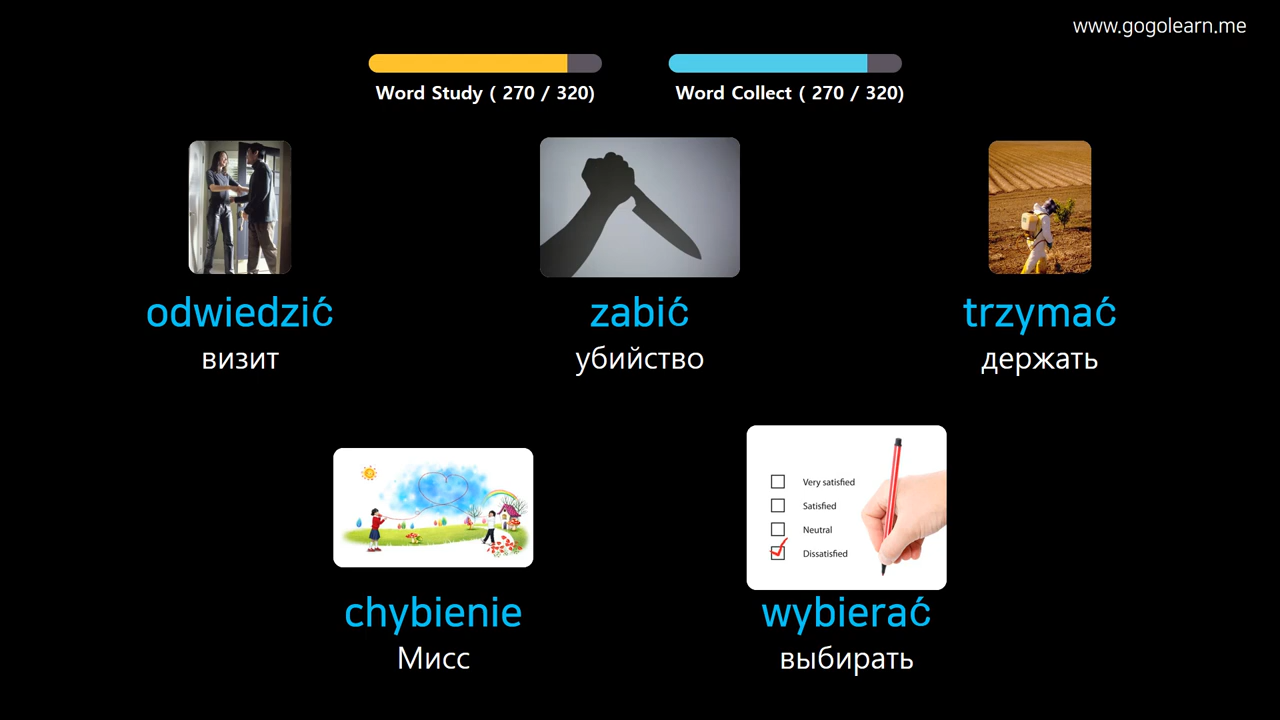 www.gogolearn.me
Word Study ( 270 / 320)
Word Collect ( 270 / 320)
odwiedzić
визит
zabić
убийство
trzymać
держать
Very satisfied
Satisfied
Neutral
Dissatisfied
chybienie
Мисс
wybierać
выбирать